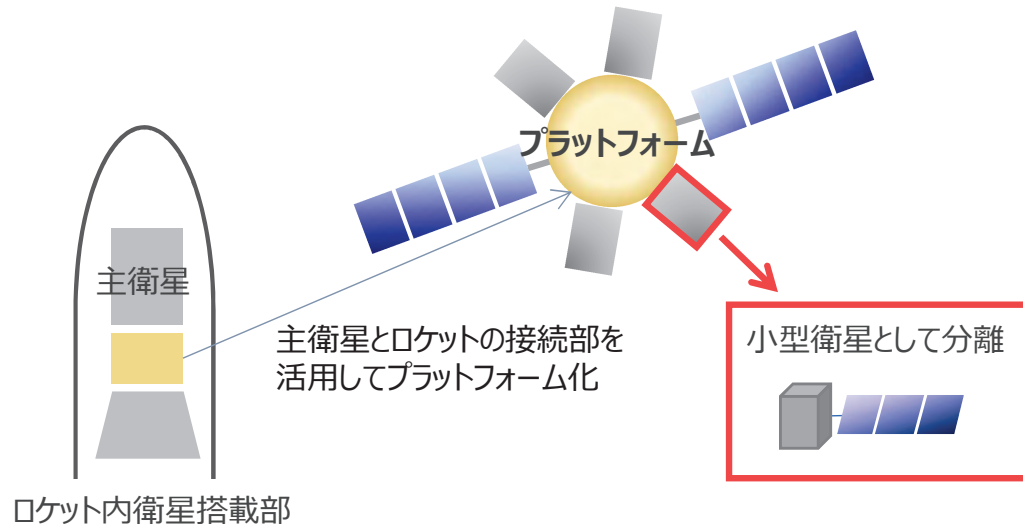 プラットフォーム
主衛星
主衛星とロケットの接続部を
活用してプラットフォーム化
小型衛星として分離
ロケット内衛星搭載部